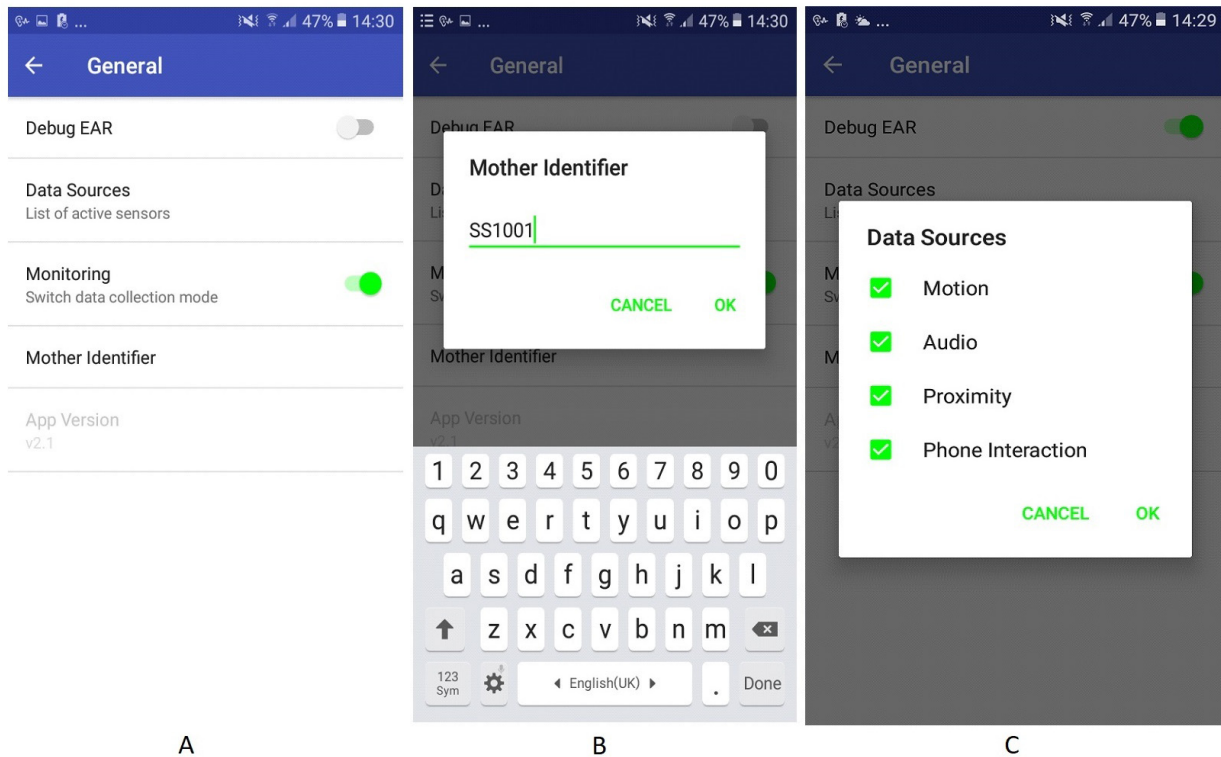 ... 47% 14:30
General
Debug EAR
Data Sources
List of active sensors
Monitoring
Switch data collection mode
Mother Identifier
App Version
v2.1
A
... 47% 14:30
General
Debug EAR
Mother Identifier
SS1001
CANCEL OK
Mother Identifier
App Version
v2.1
1 2 3 4 5 6 7 8 9 0
q w e r t y u i o p
a s d f g h j k l
z x c v b n m
123
Sym
English(UK)
.
Done
B
... 47% 14:29
General
Debug EAR
Data Sources
Data Sources
Motion
Audio
Proximity
Phone Interaction
CANCEL OK
C